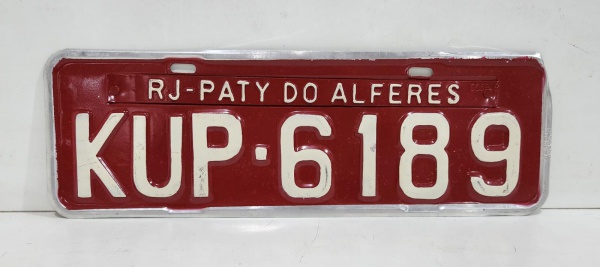 RJ-PATY DO ALFERES
KUP·6189